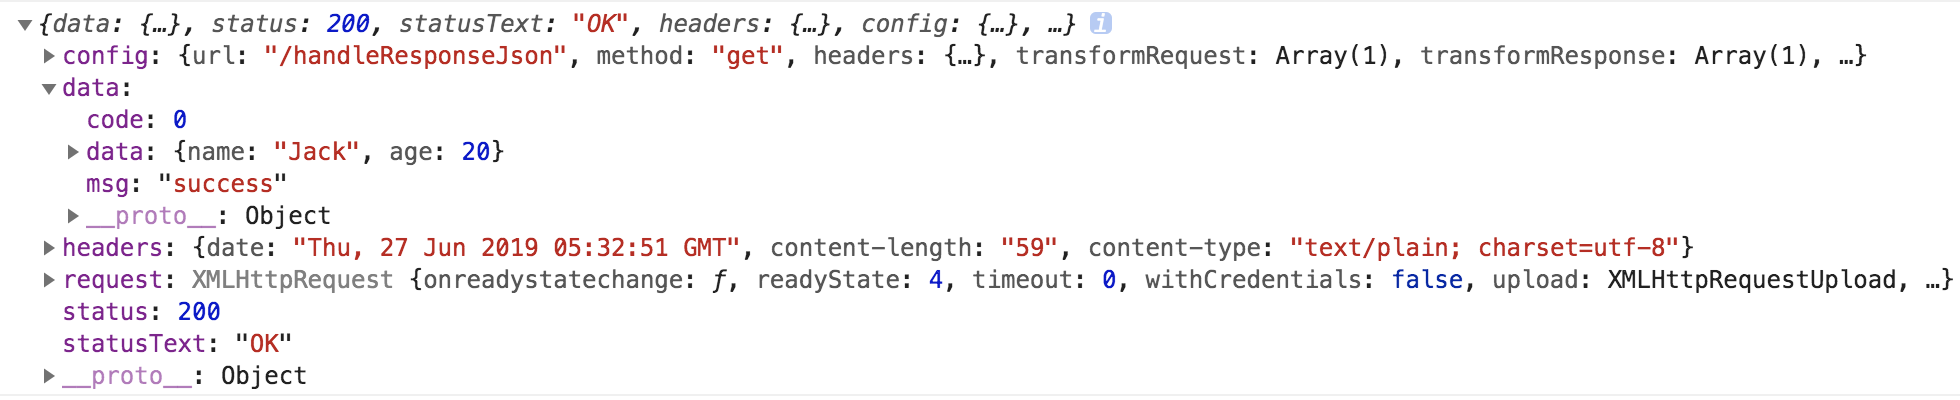 ▼{data: {…}, status: 200, statusText: "OK", headers: {…}, config: {…}, …} i
▶config: {url: "/handleResponseJson", method: "get", headers: {…}, transformRequest: Array(1), transformResponse: Array(1), …}
▼data:
code: 0
▶data: {name: "Jack", age: 20}
msg: "success"
▶__proto__: Object
▶headers: {date: "Thu, 27 Jun 2019 05:32:51 GMT", content-length: "59", content-type: "text/plain; charset=utf-8"}
▶request: XMLHttpRequest {onreadystatechange: ƒ, readyState: 4, timeout: 0, withCredentials: false, upload: XMLHttpRequestUpload, …}
status: 200
statusText: "OK"
▶__proto__: Object